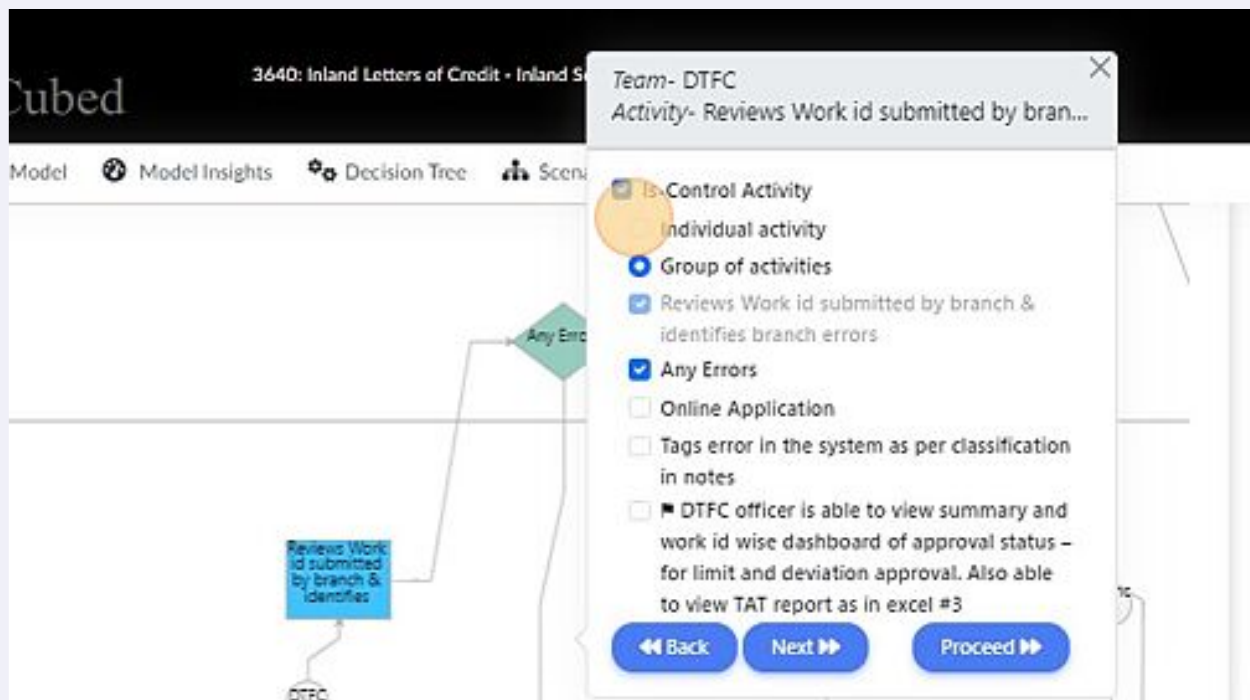 Cubed
3640: Inland Letters of Credit - Inland
Team- DTFC
Activity- Reviews Work id submitted by bran...
Model
Model Insights
Decision Tree
Scena
Is-Control Activity
Individual activity
Group of activities
Reviews Work id submitted by branch &
identifies branch errors
Any Erro
Any Errors
Online Application
Tags error in the system as per classification
in notes
DTFC officer is able to view summary and
work id wise dashboard of approval status –
for limit and deviation approval. Also able
to view TAT report as in excel #3
Reviews Work
id submitted
by branch &
identifies
Back
Next
Proceed
DTFC